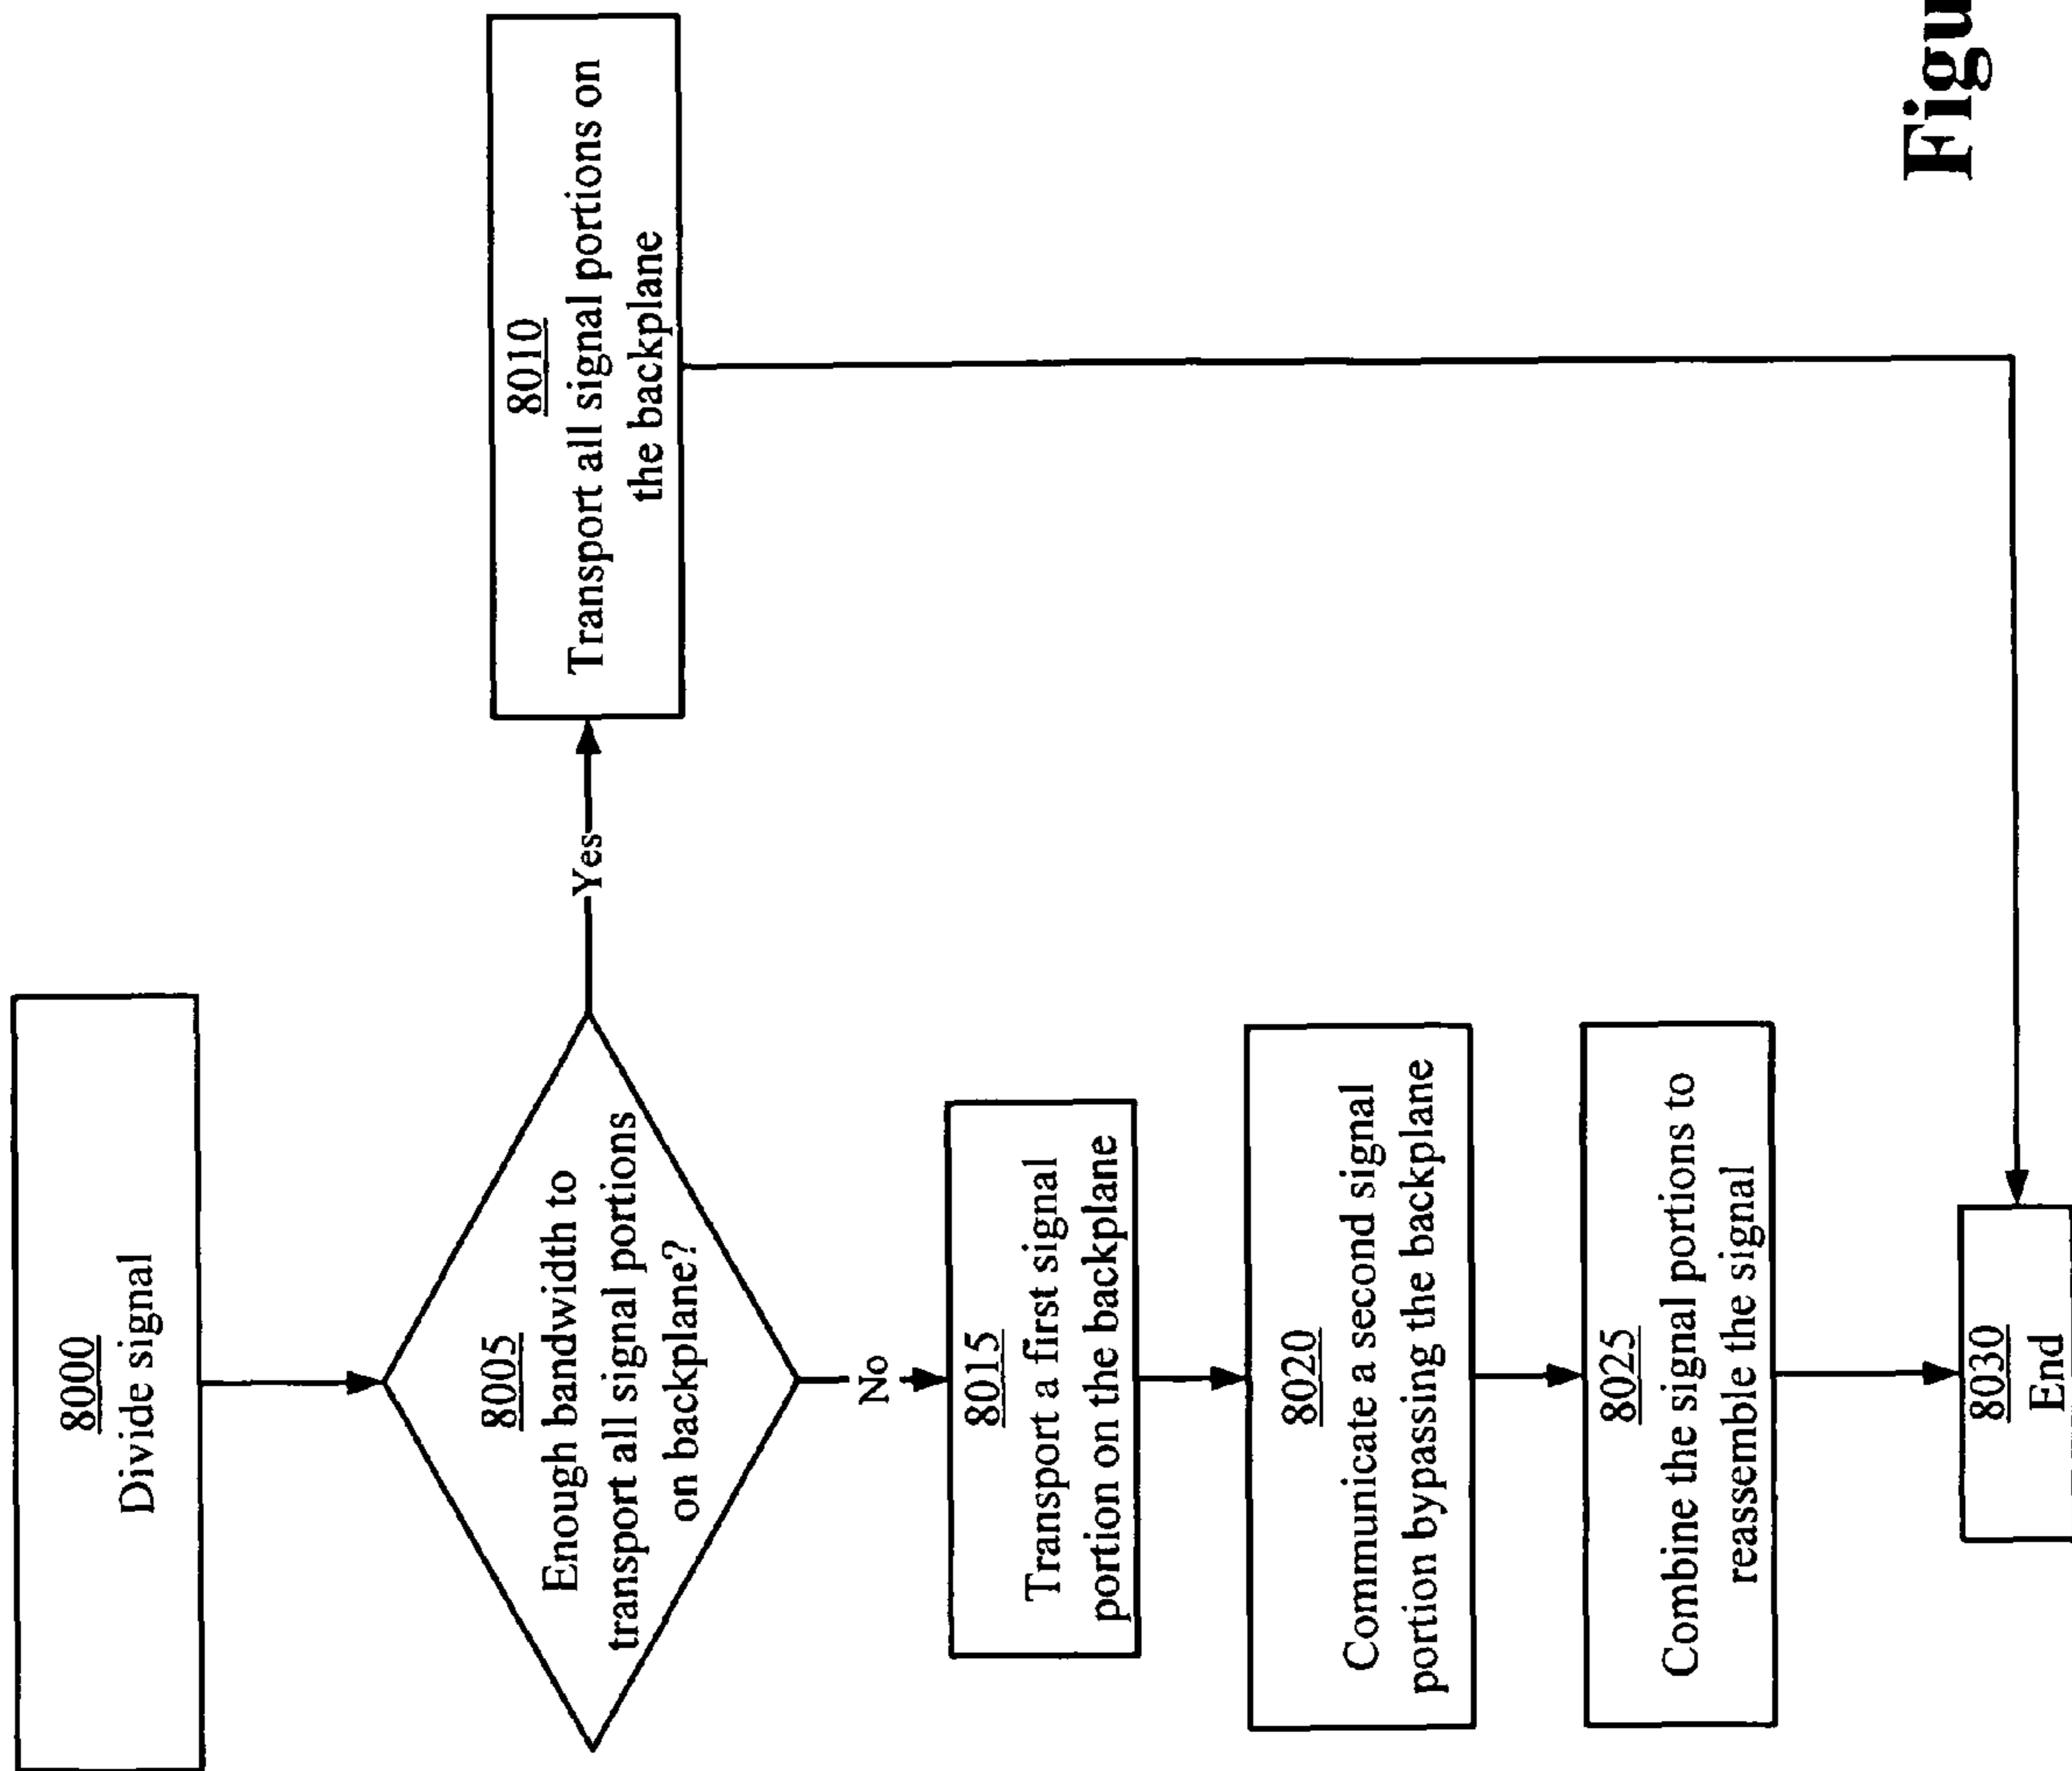 8000
Divide signal
8005
Enough bandwidth to
transport all signal portions
on backplane?
Yes
8010
Transport all signal portions on
the backplane
No
8015
Transport a first signal
portion on the backplane
8020
Communicate a second signal
portion bypassing the backplane
8025
Combine the signal portions to
reassemble the signal
8030
End
Figu